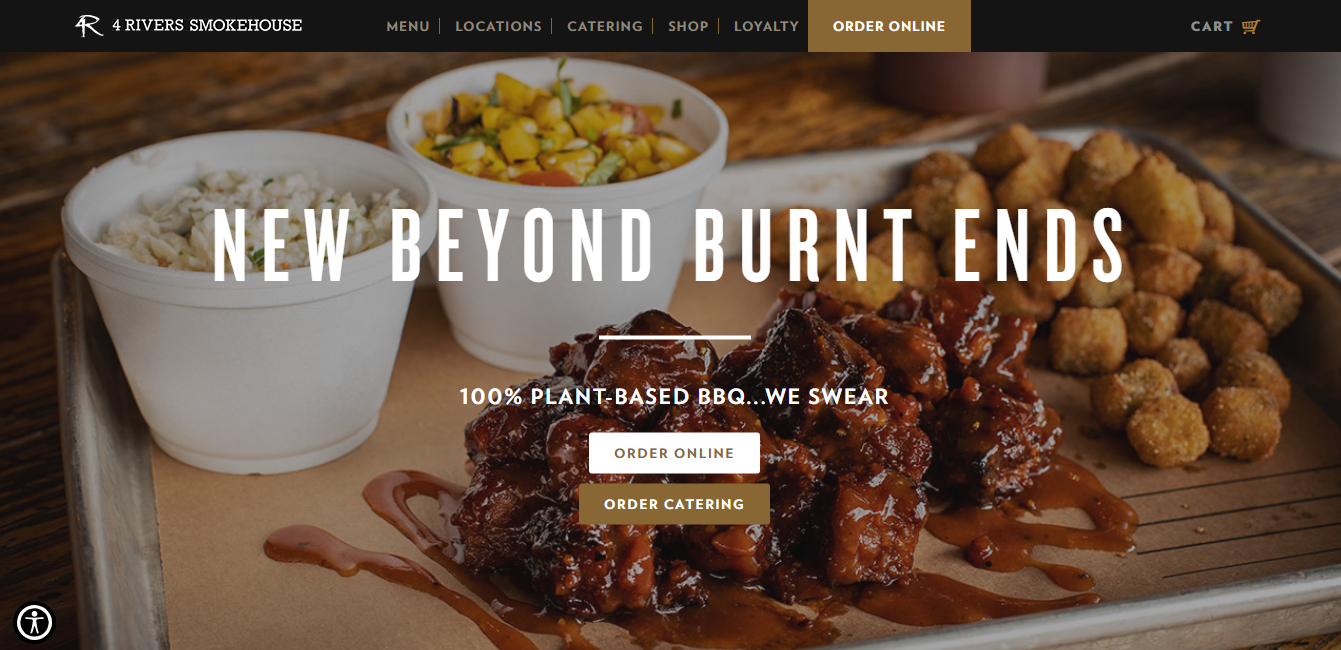 4R 4 RIVERS SMOKEHOUSE MENU LOCATIONS CATERING SHOP LOYALTY ORDER ONLINE CART
NEW BEYOND BURNT ENDS
100% PLANT-BASED BBQ...WE SWEAR
ORDER ONLINE
ORDER CATERING